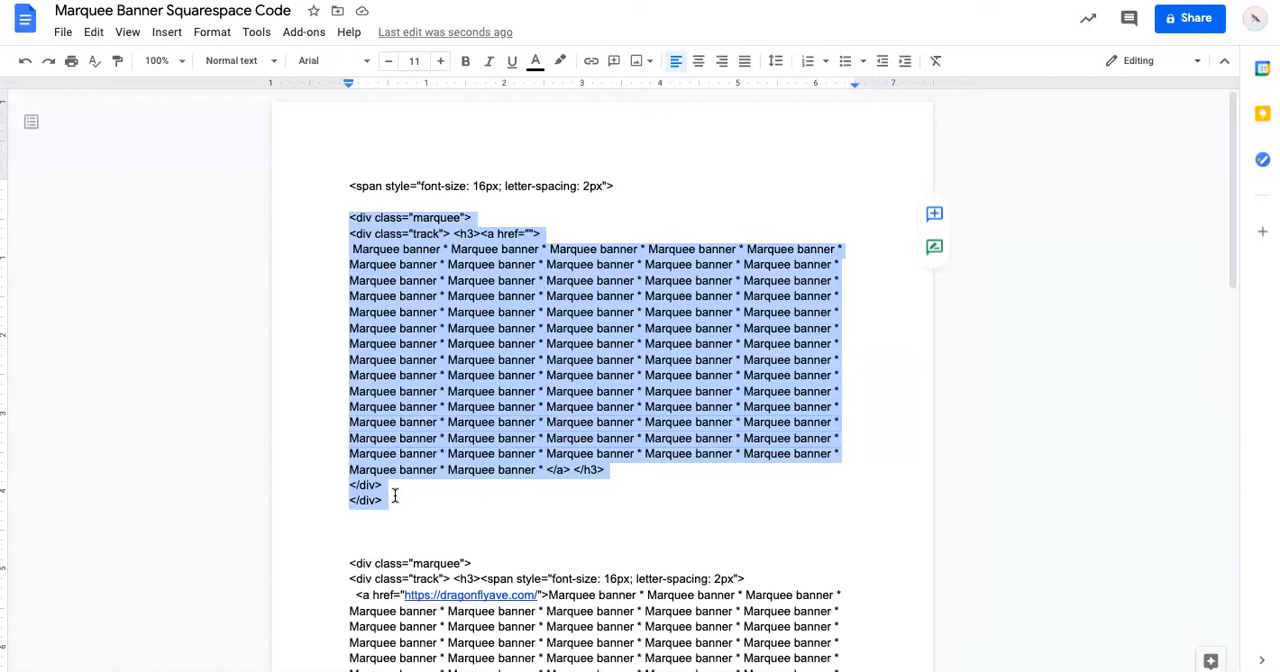 Marquee Banner Squarespace Code
File Edit View Insert Format Tools Add-ons Help Last edit was seconds ago
Share
100% Normal text Arial 11 B I U A Editing
1 1 2 3 4 5 6 7
<span style="font-size: 16px; letter-spacing: 2px">
<div class="marquee">
<div class="track"> <h3><a href="">
Marquee banner * Marquee banner * Marquee banner * Marquee banner * Marquee banner *
Marquee banner * Marquee banner * Marquee banner * Marquee banner * Marquee banner *
Marquee banner * Marquee banner * Marquee banner * Marquee banner * Marquee banner *
Marquee banner * Marquee banner * Marquee banner * Marquee banner * Marquee banner *
Marquee banner * Marquee banner * Marquee banner * Marquee banner * Marquee banner *
Marquee banner * Marquee banner * Marquee banner * Marquee banner * Marquee banner *
Marquee banner * Marquee banner * Marquee banner * Marquee banner * Marquee banner *
Marquee banner * Marquee banner * Marquee banner * Marquee banner * Marquee banner *
Marquee banner * Marquee banner * Marquee banner * Marquee banner * Marquee banner *
Marquee banner * Marquee banner * Marquee banner * Marquee banner * Marquee banner *
Marquee banner * Marquee banner * Marquee banner * Marquee banner * Marquee banner *
Marquee banner * Marquee banner * Marquee banner * Marquee banner * Marquee banner *
Marquee banner * Marquee banner * Marquee banner * Marquee banner * Marquee banner *
Marquee banner * Marquee banner * Marquee banner * Marquee banner * Marquee banner *
Marquee banner * Marquee banner * </a> </h3>
</div>
</div>
<div class="marquee">
<div class="track"> <h3><span style="font-size: 16px; letter-spacing: 2px">
<a href="https://dragonflyave.com/">Marquee banner * Marquee banner * Marquee banner *
Marquee banner * Marquee banner * Marquee banner * Marquee banner * Marquee banner *
Marquee banner * Marquee banner * Marquee banner * Marquee banner * Marquee banner *
Marquee banner * Marquee banner * Marquee banner * Marquee banner * Marquee banner *
Marquee banner * Marquee banner * Marquee banner * Marquee banner * Marquee banner *